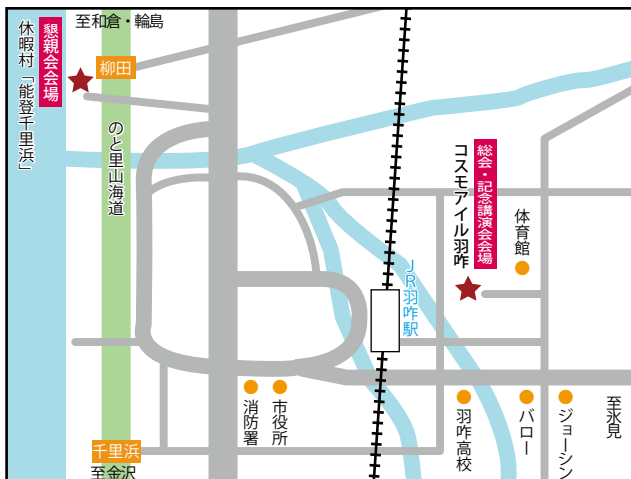 至和倉・輪島
懇親会会場
休暇村「能登千里浜」
柳田
のと里山海道
総会・記念講演会会場
コスモアイル羽咋
体育館
JR羽咋駅
消防署
市役所
羽咋高校
バロー
ジョーシン
至氷見
千里浜
至金沢